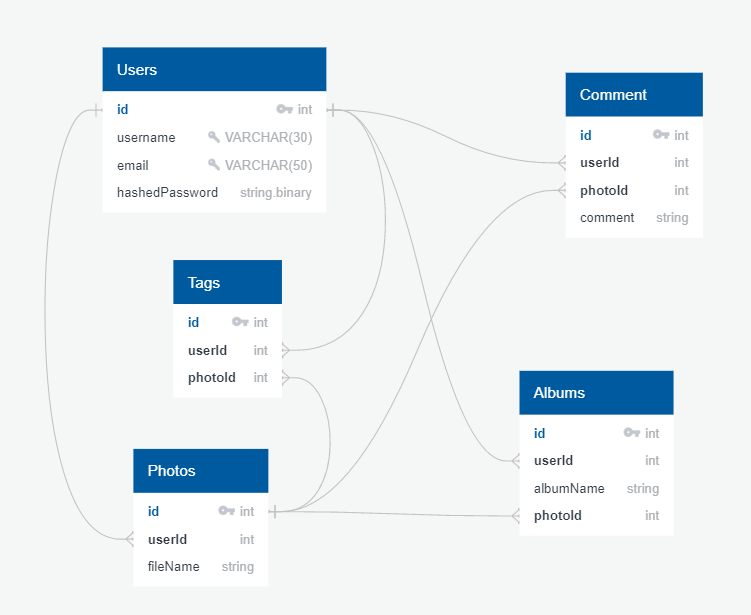 Users
id int
username VARCHAR(30)
email VARCHAR(50)
hashedPassword string.binary
Comment
id int
userId int
photoId int
comment string
Tags
id int
userId int
photoId int
Albums
id int
userId int
albumName string
photoId int
Photos
id int
userId int
fileName string